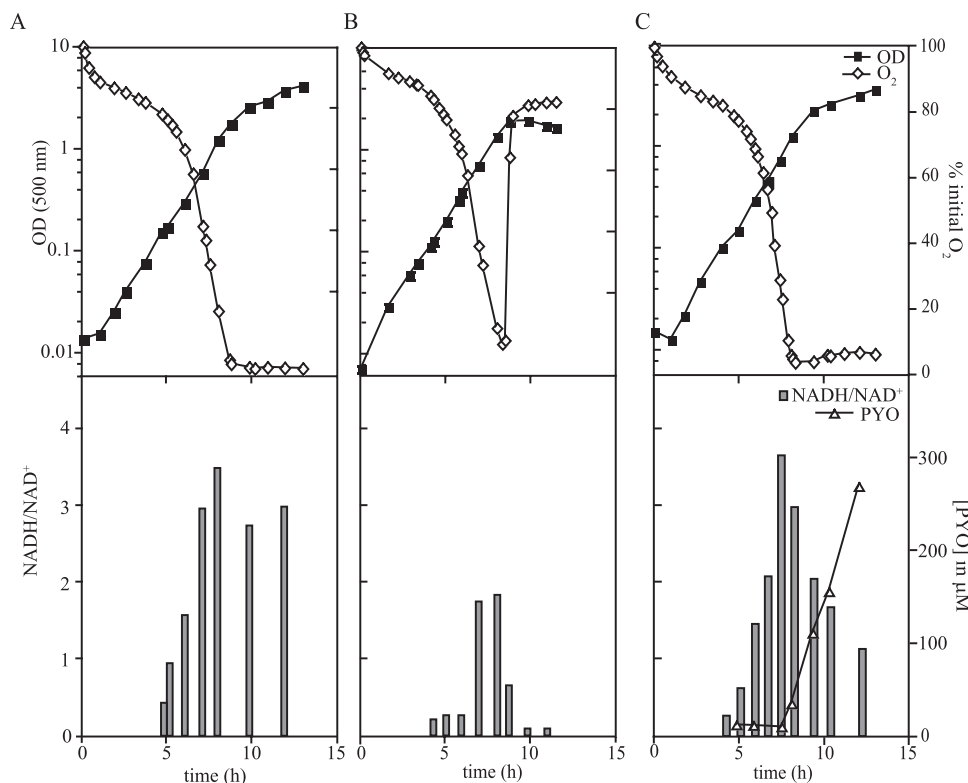 A
B
C
10
1
0.1
0.01
OD (500 nm)
OD
O₂
100
80
60
40
20
0
% initial O₂
4
3
2
1
0
NADH/NAD⁺
NADH/NAD⁺
PYO
300
200
100
0
[PYO] in µM
0 5 10 15
time (h)
0 5 10 15
time (h)
0 5 10 15
time (h)